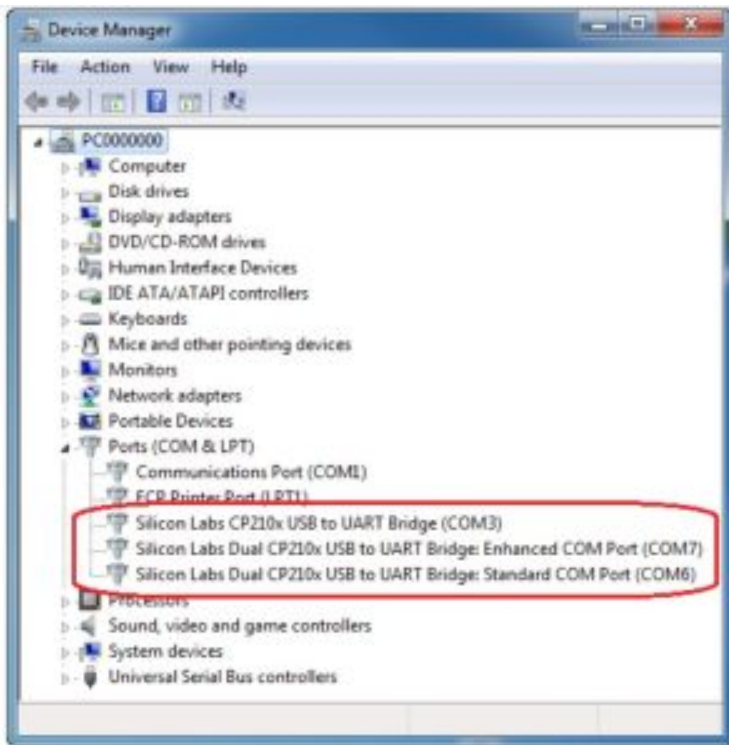 Device Manager
File Action View Help
PC0000000
Computer
Disk drives
Display adapters
DVD/CD-ROM drives
Human Interface Devices
IDE ATA/ATAPI controllers
Keyboards
Mice and other pointing devices
Monitors
Network adapters
Portable Devices
Ports (COM & LPT)
Communications Port (COM1)
ECP Printer Port (LPT1)
Silicon Labs CP210x USB to UART Bridge (COM3)
Silicon Labs Dual CP210x USB to UART Bridge: Enhanced COM Port (COM7)
Silicon Labs Dual CP210x USB to UART Bridge: Standard COM Port (COM6)
Processors
Sound, video and game controllers
System devices
Universal Serial Bus controllers